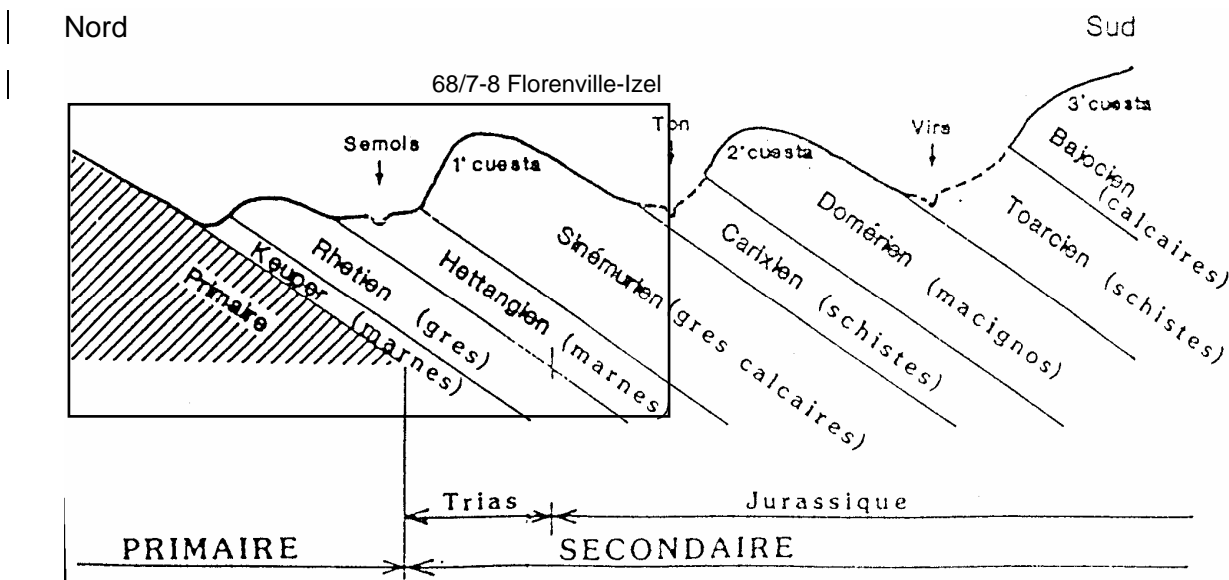 Nord
Sud
68/7-8 Florenville-Izel
Semois
1° cuesta
Ton
2° cuesta
Virs
3° cuesta
Primaire
Keuper (marnes)
Rhetien (gres)
Hettangien (marnes)
Sinémurien (gres calcaires)
Carixien (schistes)
Domérien (macignos)
Toarcien (schistes)
Bajocien (calcaires)
Trias
Jurassique
PRIMAIRE
SECONDAIRE